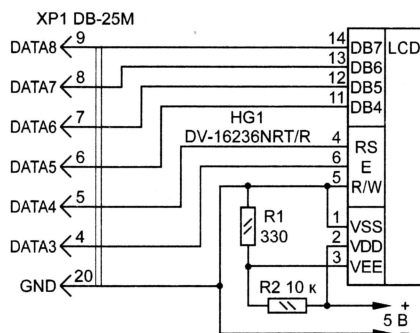 XP1 DB-25M
DATA8 9 14 DB7 LCD
DATA7 8 13 DB6
DATA6 7 12 DB5
DATA5 6 11 DB4
HG1
DV-16236NRT/R
DATA4 5 4 RS
DATA3 4 6 E
5 R/W
GND 20
R1
330
1 VSS
2 VDD
3 VEE
R2 10 к
+
5 В
−